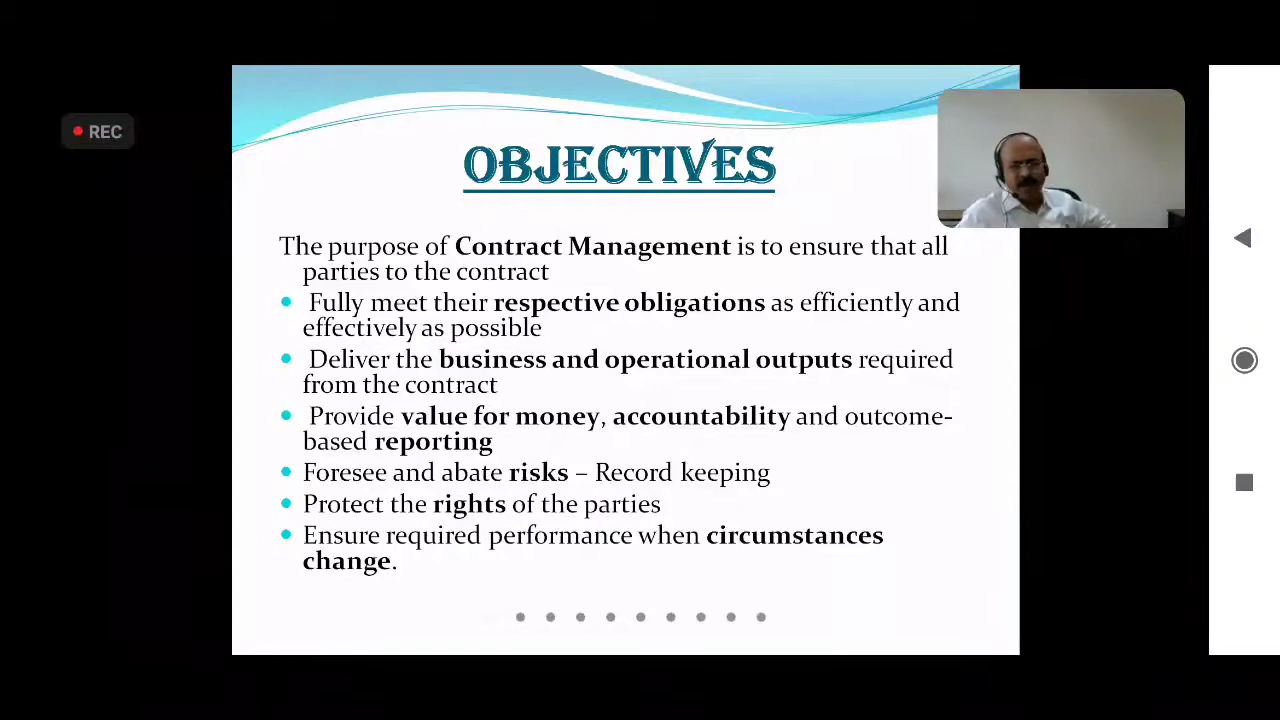 REC
OBJECTIVES
The purpose of Contract Management is to ensure that all
parties to the contract
Fully meet their respective obligations as efficiently and
effectively as possible
Deliver the business and operational outputs required
from the contract
Provide value for money, accountability and outcome-
based reporting
Foresee and abate risks – Record keeping
Protect the rights of the parties
Ensure required performance when circumstances
change.